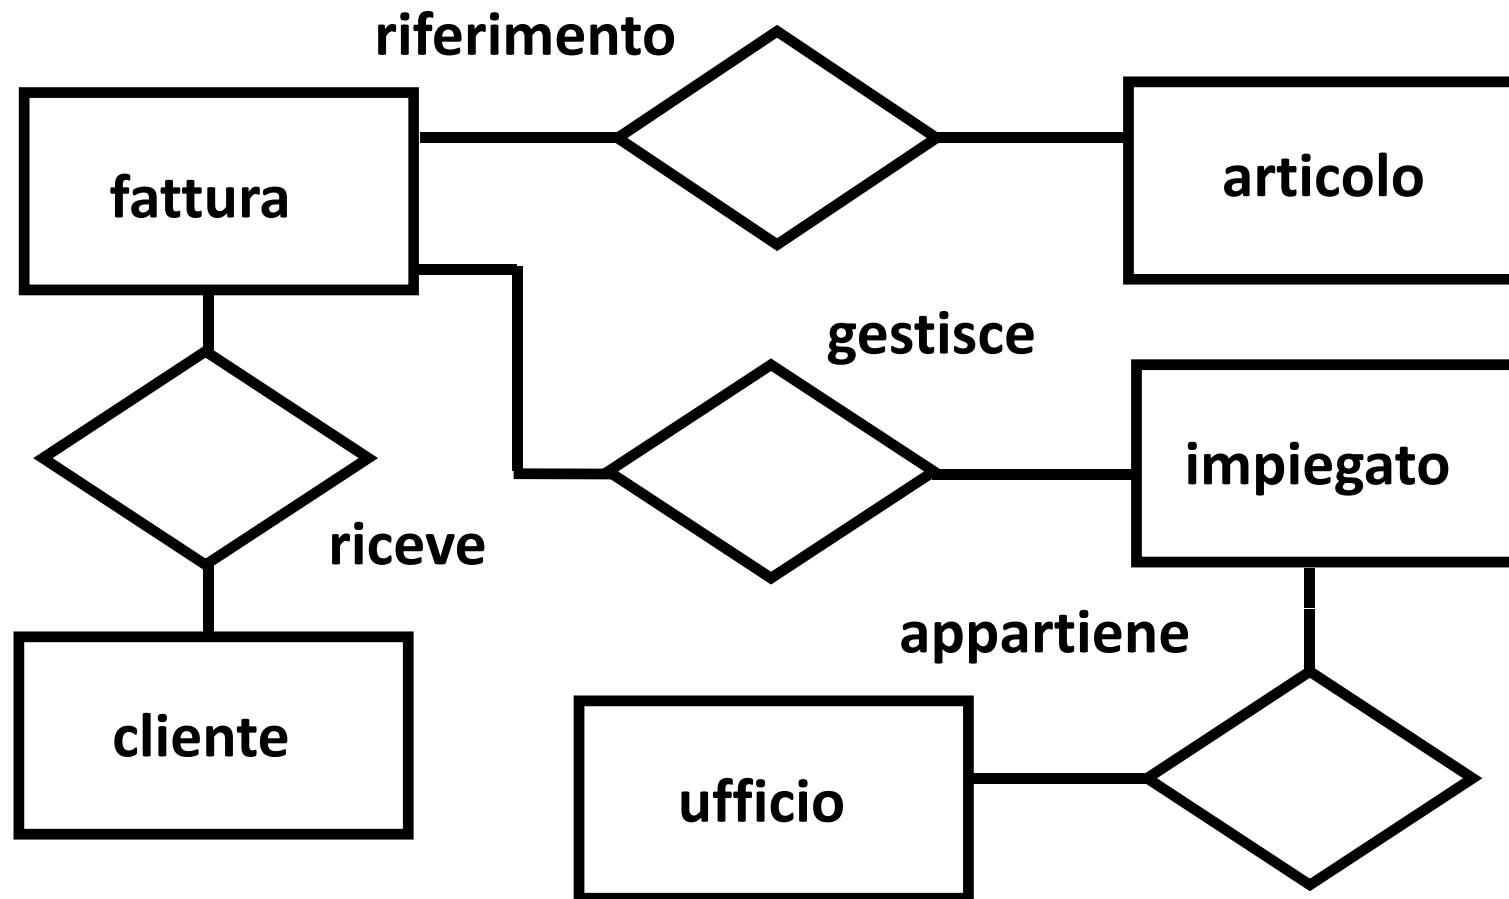 riferimento
fattura
articolo
gestisce
impiegato
riceve
appartiene
cliente
ufficio